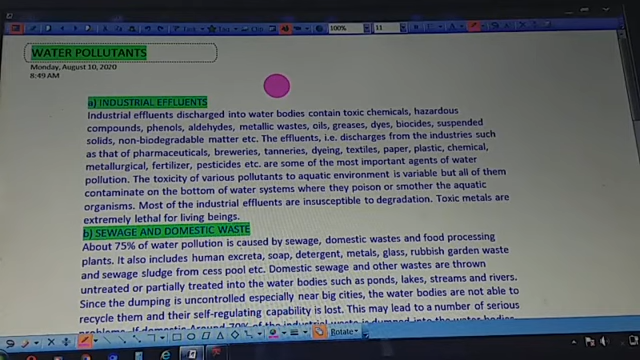 100%
11
WATER POLLUTANTS
Monday, August 10, 2020
8:49 AM
a) INDUSTRIAL EFFLUENTS
Industrial effluents discharged into water bodies contain toxic chemicals, hazardous
compounds, phenols, aldehydes, metallic wastes, oils, greases, dyes, biocides, suspended
solids, non-biodegradable matter etc. The effluents, i.e. discharges from the industries such
as that of pharmaceuticals, breweries, tanneries, dyeing, textiles, paper, plastic, chemical,
metallurgical, fertilizer, pesticides etc. are some of the most important agents of water
pollution. The toxicity of various pollutants to aquatic environment is variable but all of them
contaminate on the bottom of water systems where they poison or smother the aquatic
organisms. Most of the industrial effluents are insusceptible to degradation. Toxic metals are
extremely lethal for living beings.
b) SEWAGE AND DOMESTIC WASTE
About 75% of water pollution is caused by sewage, domestic wastes and food processing
plants. It also includes human excreta, soap, detergent, metals, glass, rubbish garden waste
and sewage sludge from cess pool etc. Domestic sewage and other wastes are thrown
untreated or partially treated into the water bodies such as ponds, lakes, streams and rivers.
Since the dumping is uncontrolled especially near big cities, the water bodies are not able to
recycle them and their self-regulating capability is lost. This may lead to a number of serious
problems. If domestic Around 70% of the industrial waste is dumped into the water bodies
Rotate